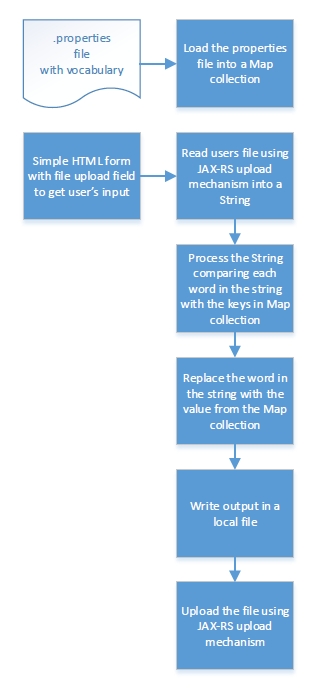 .properties
file
with vocabulary
Load the properties
file into a Map
collection
Simple HTML form
with file upload field
to get user's input
Read users file using
JAX-RS upload
mechanism into a
String
Process the String
comparing each
word in the string
with the keys in Map
collection
Replace the word in
the string with the
value from the Map
collection
Write output in a
local file
Upload the file using
JAX-RS upload
mechanism